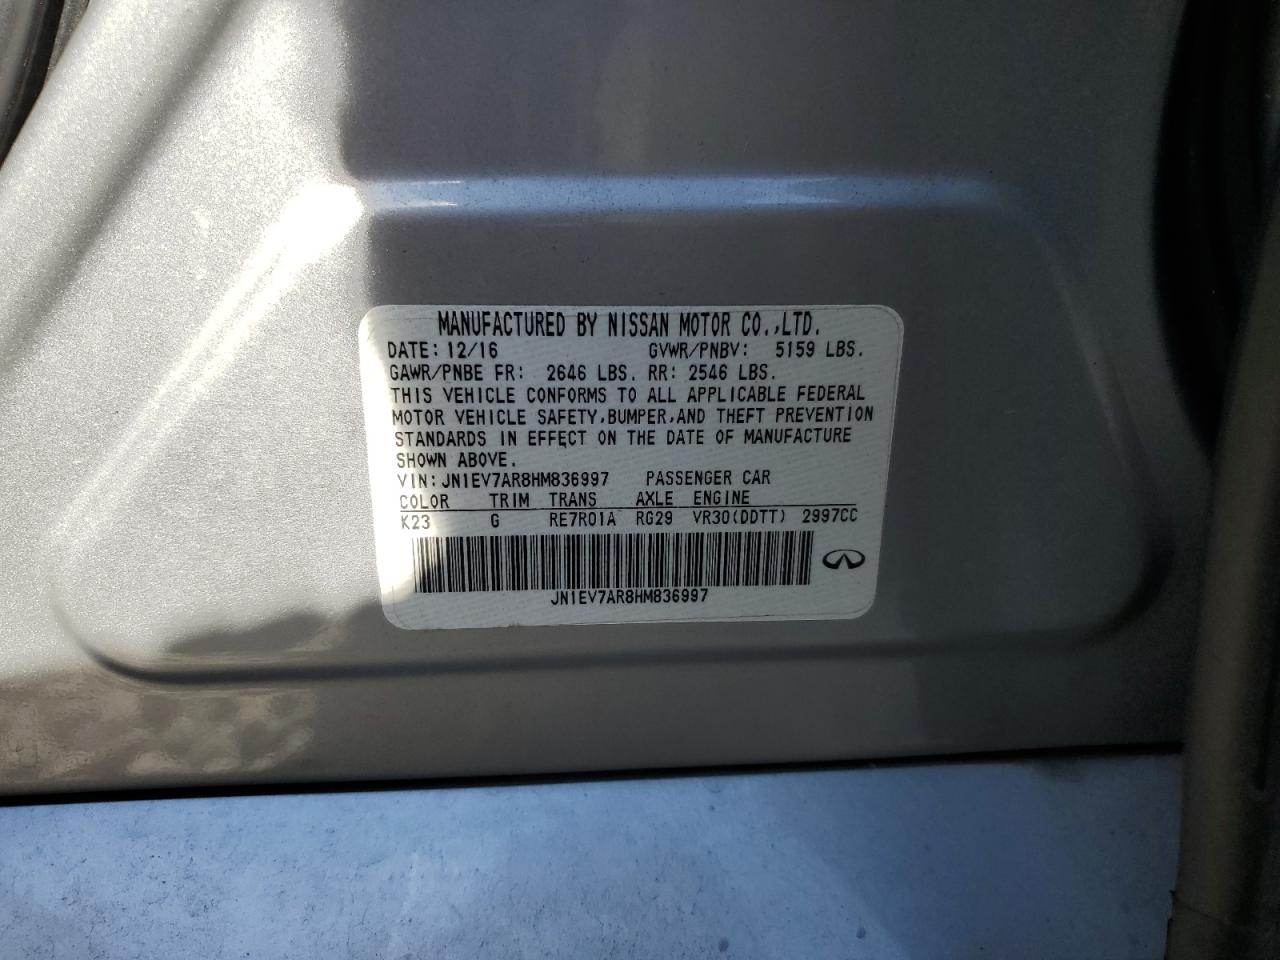 MANUFACTURED BY NISSAN MOTOR CO.,LTD.
DATE: 12/16 GVWR/PNBV: 5159 LBS.
GAWR/PNBE FR: 2646 LBS. RR: 2546 LBS.
THIS VEHICLE CONFORMS TO ALL APPLICABLE FEDERAL
MOTOR VEHICLE SAFETY,BUMPER,AND THEFT PREVENTION
STANDARDS IN EFFECT ON THE DATE OF MANUFACTURE
SHOWN ABOVE.
VIN:JN1EV7AR8HM836997 PASSENGER CAR
COLOR TRIM TRANS AXLE ENGINE
K23 G RE7R01A RG29 VR30(DDTT) 2997CC
JN1EV7AR8HM836997